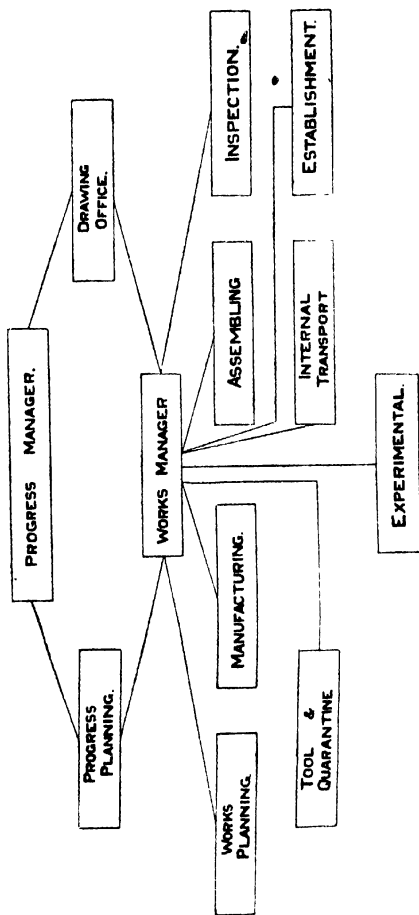 PROGRESS MANAGER.
PROGRESS
PLANNING.
DRAWING
OFFICE.
WORKS MANAGER
WORKS
PLANNING.
MANUFACTURING.
ASSEMBLING
INSPECTION.
TOOL &
QUARANTINE
INTERNAL
TRANSPORT
ESTABLISHMENT.
EXPERIMENTAL.